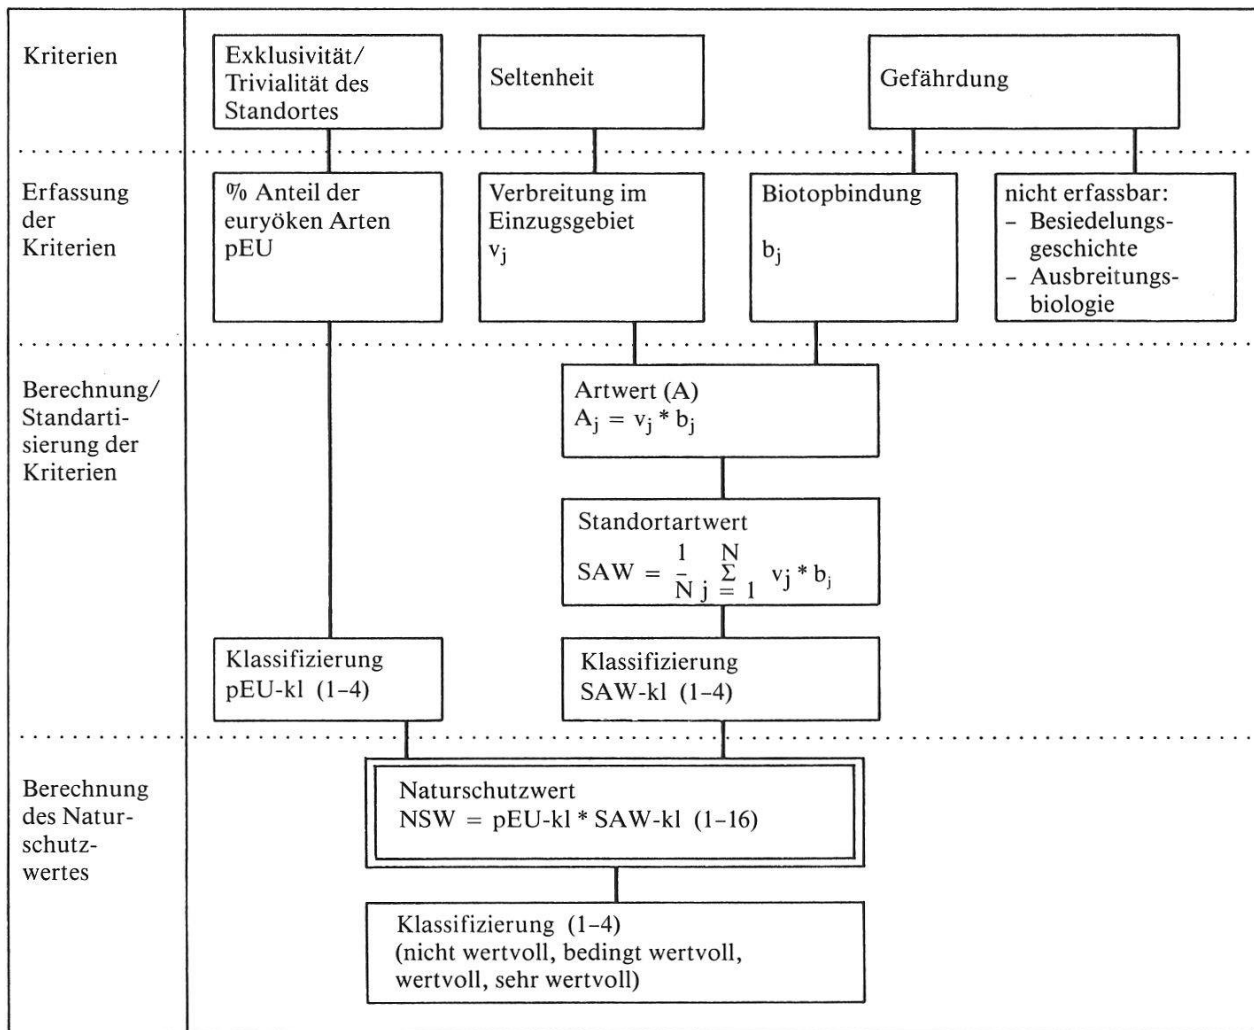 Kriterien
Exklusivität/
Trivialität des
Standortes
Seltenheit
Gefährdung
Erfassung
der
Kriterien
% Anteil der
euryöken Arten
pEU
Verbreitung im
Einzugsgebiet
vj
Biotopbindung
bj
nicht erfassbar:
– Besiedelungs-
geschichte
– Ausbreitungs-
biologie
Berechnung/
Standarti-
sierung der
Kriterien
Artwert (A)
Aj = vj * bj
Standortartwert
SAW = 1/N N Σ j = 1 vj * bj
Klassifizierung
pEU-kl (1–4)
Klassifizierung
SAW-kl (1–4)
Berechnung
des Natur-
schutz-
wertes
Naturschutzwert
NSW = pEU-kl * SAW-kl (1–16)
Klassifizierung (1–4)
(nicht wertvoll, bedingt wertvoll,
wertvoll, sehr wertvoll)